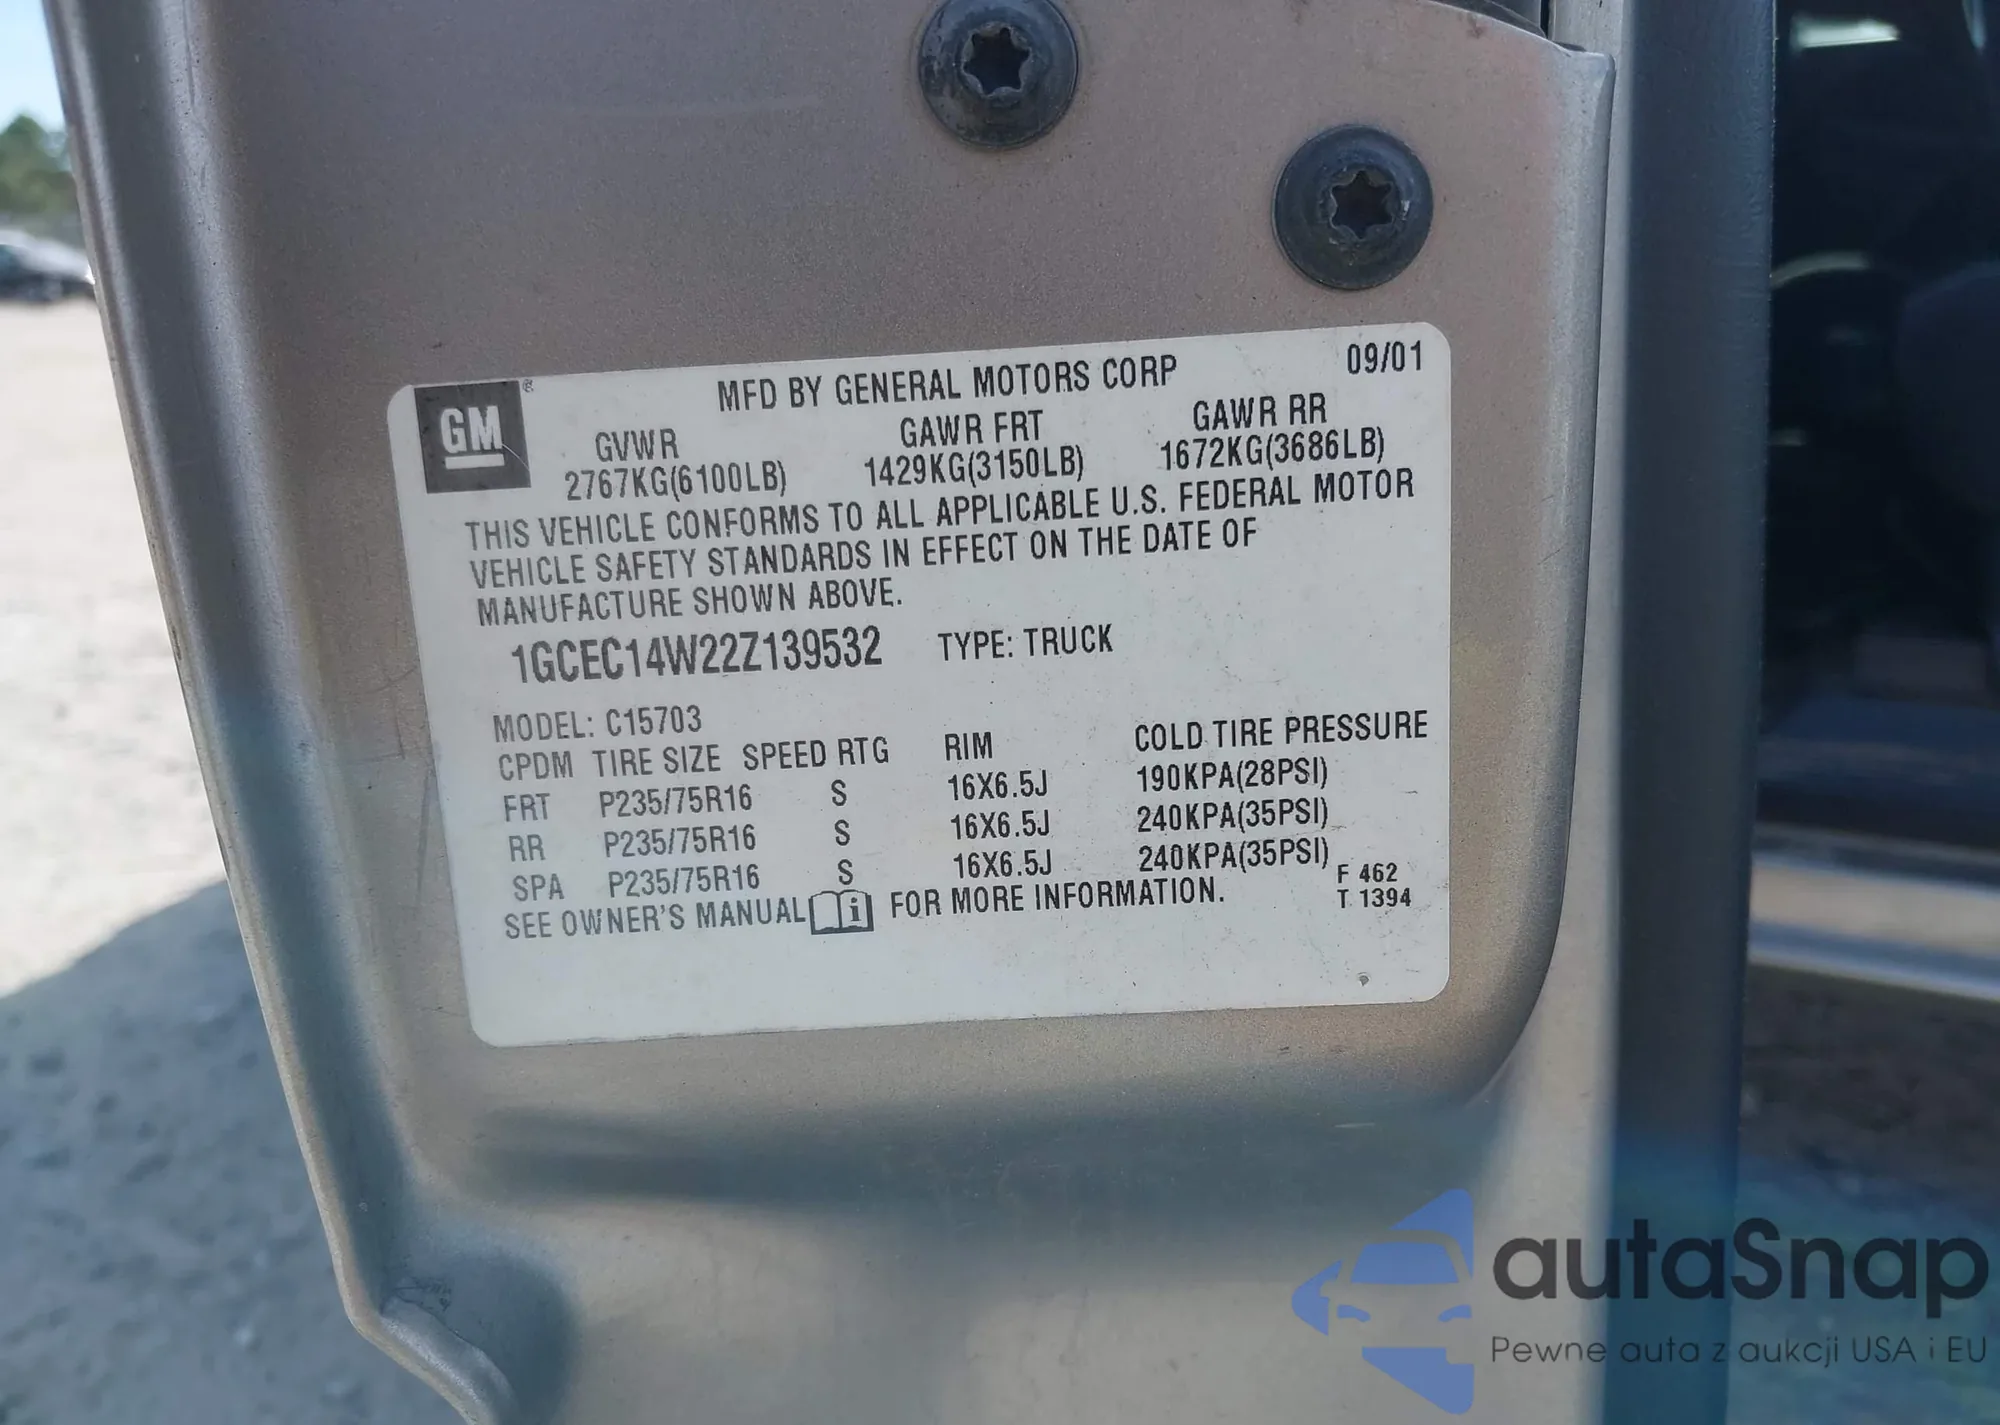 GM ®
MFD BY GENERAL MOTORS CORP 09/01
GVWR GAWR FRT GAWR RR
2767KG(6100LB) 1429KG(3150LB) 1672KG(3686LB)
THIS VEHICLE CONFORMS TO ALL APPLICABLE U.S. FEDERAL MOTOR
VEHICLE SAFETY STANDARDS IN EFFECT ON THE DATE OF
MANUFACTURE SHOWN ABOVE.
1GCEC14W22Z139532 TYPE: TRUCK
MODEL: C15703
CPDM TIRE SIZE SPEED RTG RIM COLD TIRE PRESSURE
FRT P235/75R16 S 16X6.5J 190KPA(28PSI)
RR P235/75R16 S 16X6.5J 240KPA(35PSI)
SPA P235/75R16 S 16X6.5J 240KPA(35PSI)
SEE OWNER'S MANUAL i FOR MORE INFORMATION.
F 462
T 1394
autaSnap
Pewne auta z aukcji USA i EU